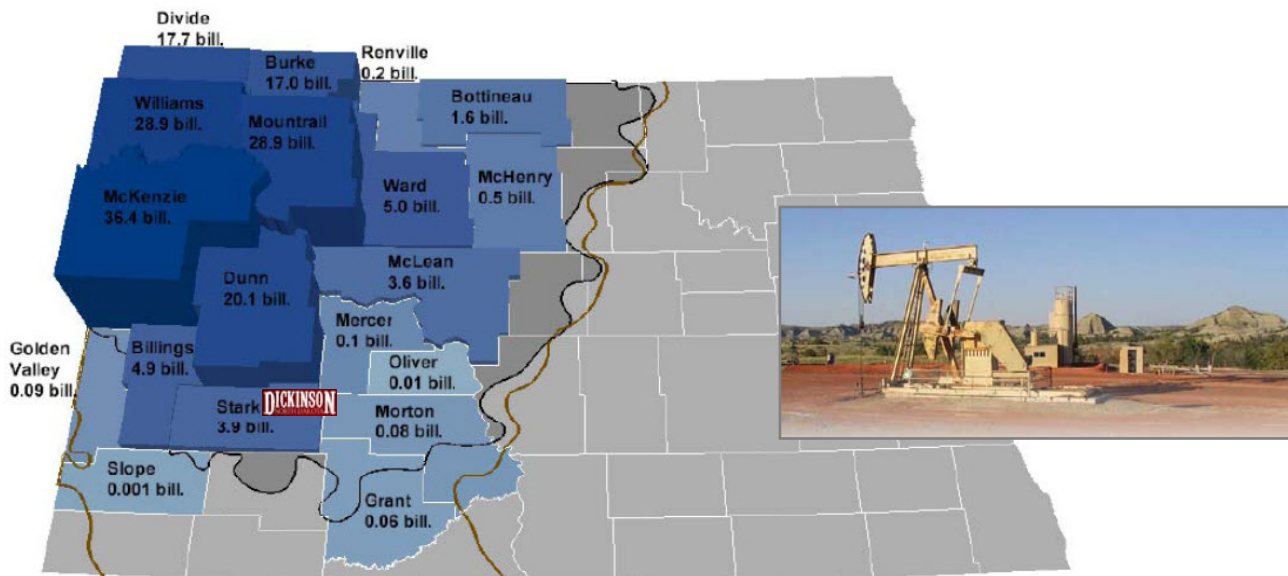 Divide
17.7 bill.
Burke
17.0 bill.
Renville
0.2 bill.
Bottineau
1.6 bill.
Williams
28.9 bill.
Mountrail
28.9 bill.
McKenzie
36.4 bill.
Ward
5.0 bill.
McHenry
0.5 bill.
Dunn
20.1 bill.
McLean
3.6 bill.
Golden
Valley
0.09 bill.
Billings
4.9 bill.
Mercer
0.1 bill.
Oliver
0.01 bill.
Stark
3.9 bill.
DICKINSON
NORTH DAKOTA
Morton
0.08 bill.
Slope
0.001 bill.
Grant
0.06 bill.